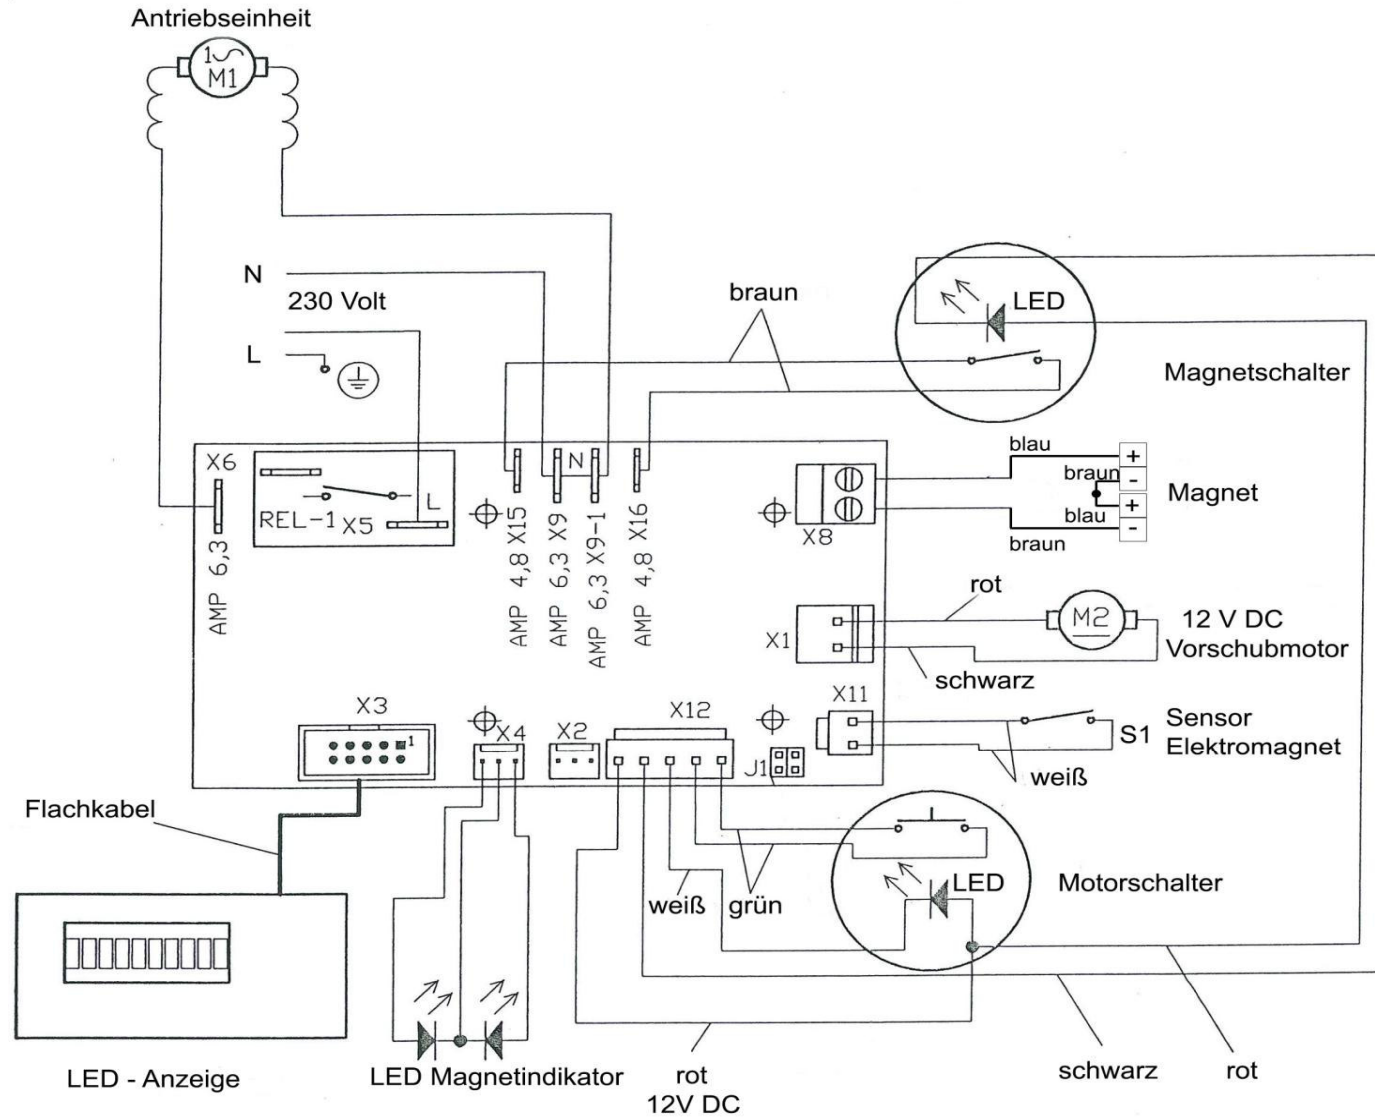 Antriebseinheit
1
M1
N
230 Volt
L
braun
LED
Magnetschalter
X6
AMP 6,3
REL-1
X5
L
N
AMP 4,8 X15
AMP 6,3 X9
AMP 6,3 X9-1
AMP 4,8 X16
X8
blau
braun
blau
braun
+
-
+
-
Magnet
X1
rot
schwarz
M2
12 V DC
Vorschubmotor
X11
S1
weiß
Sensor
Elektromagnet
X3
1
X4
X2
X12
J1
Flachkabel
weiß
grün
LED
Motorschalter
LED - Anzeige
LED Magnetindikator
rot
12V DC
schwarz
rot